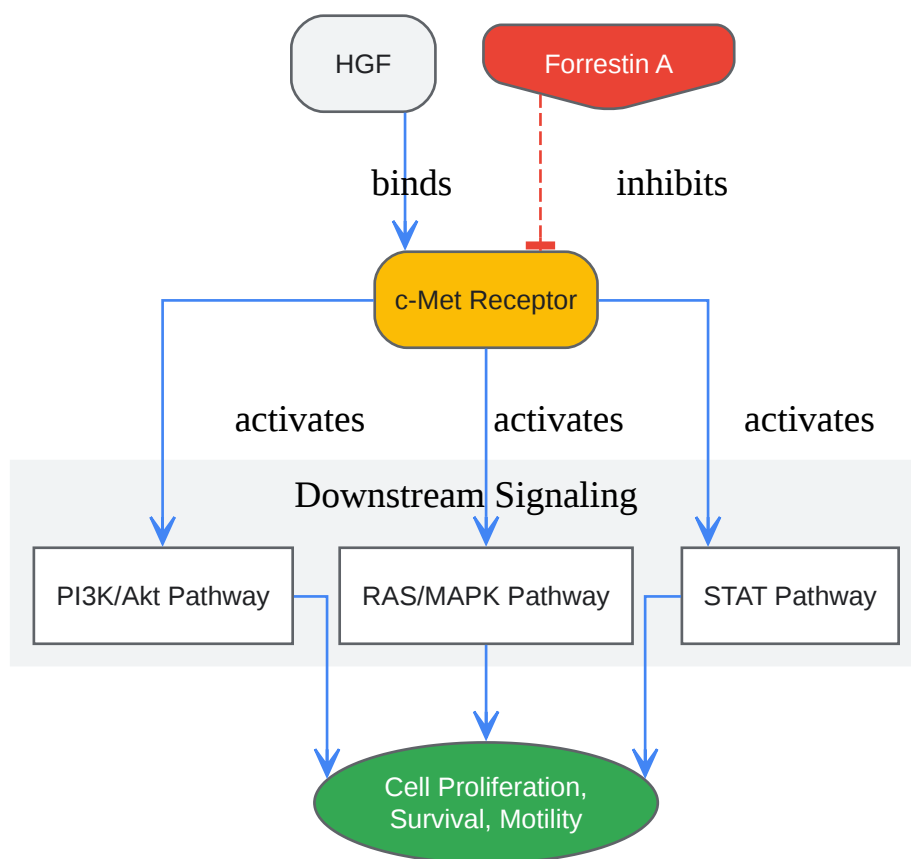 HGF
Forrestin A
binds
inhibits
c-Met Receptor
activates
activates
activates
Downstream Signaling
PI3K/Akt Pathway
RAS/MAPK Pathway
STAT Pathway
Cell Proliferation,
Survival, Motility